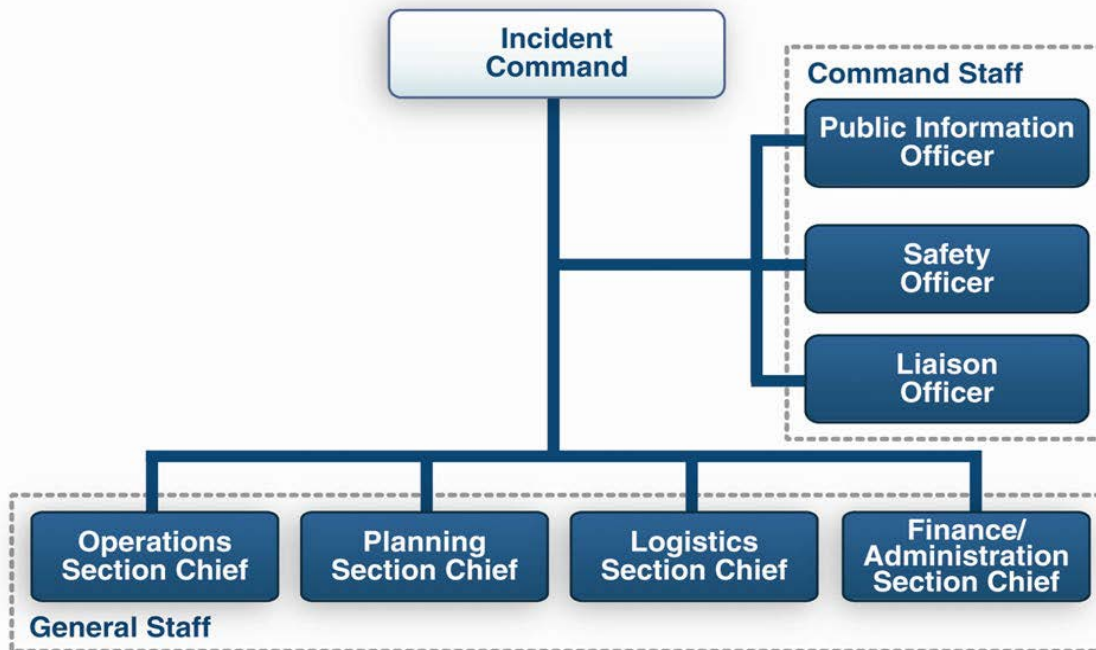 Incident
Command
Command Staff
Public Information
Officer
Safety
Officer
Liaison
Officer
Operations
Section Chief
Planning
Section Chief
Logistics
Section Chief
Finance/
Administration
Section Chief
General Staff